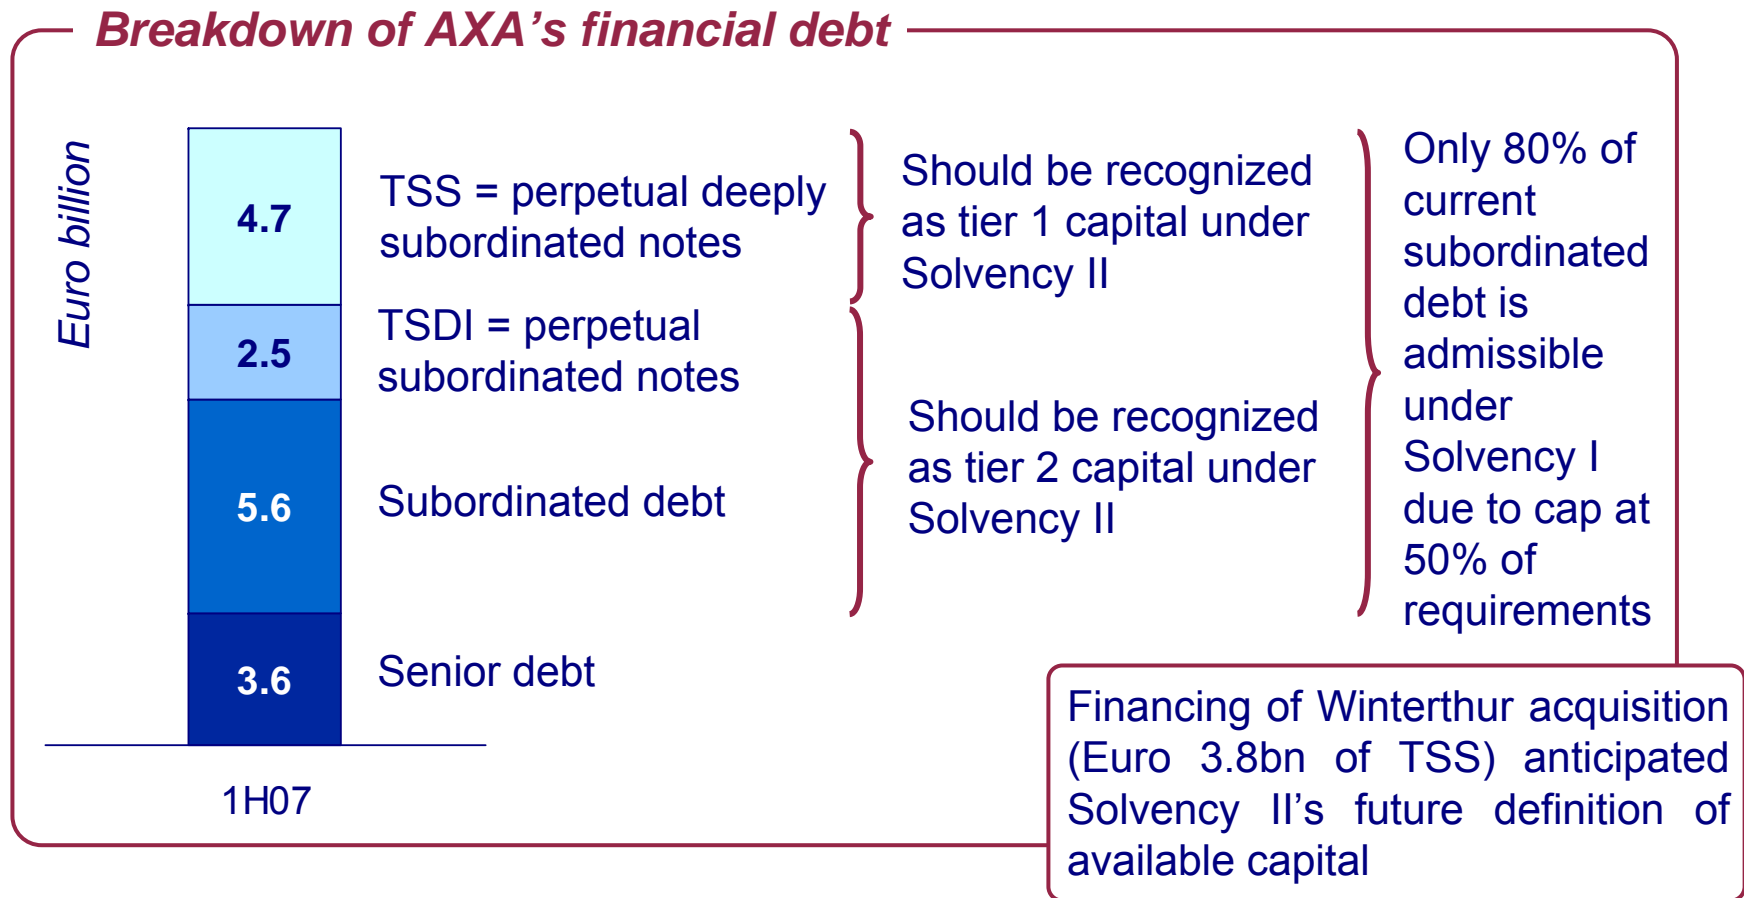 Breakdown of AXA's financial debt
Euro billion
4.7
TSS = perpetual deeply
subordinated notes
2.5
TSDI = perpetual
subordinated notes
5.6
Subordinated debt
3.6
Senior debt
1H07
Should be recognized
as tier 1 capital under
Solvency II
Should be recognized
as tier 2 capital under
Solvency II
Only 80% of
current
subordinated
debt is
admissible
under
Solvency I
due to cap at
50% of
requirements
Financing of Winterthur acquisition
(Euro 3.8bn of TSS) anticipated
Solvency II's future definition of
available capital